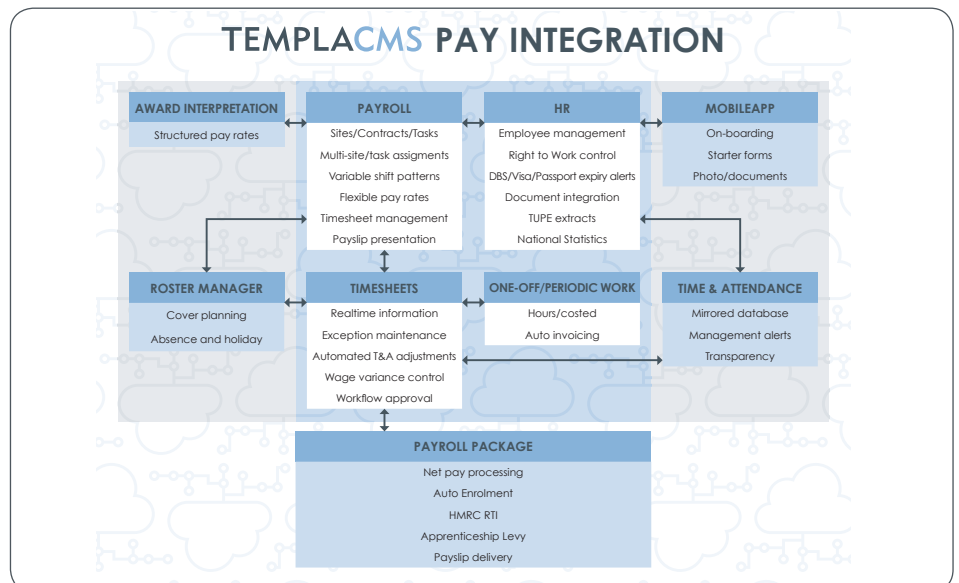 TEMPLACMS PAY INTEGRATION
AWARD INTERPRETATION
Structured pay rates
PAYROLL
Sites/Contracts/Tasks
Multi-site/task assigments
Variable shift patterns
Flexible pay rates
Timesheet management
Payslip presentation
HR
Employee management
Right to Work control
DBS/Visa/Passport expiry alerts
Document integration
TUPE extracts
National Statistics
MOBILEAPP
On-boarding
Starter forms
Photo/documents
ROSTER MANAGER
Cover planning
Absence and holiday
TIMESHEETS
Realtime information
Exception maintenance
Automated T&A adjustments
Wage variance control
Workflow approval
ONE-OFF/PERIODIC WORK
Hours/costed
Auto invoicing
TIME & ATTENDANCE
Mirrored database
Management alerts
Transparency
PAYROLL PACKAGE
Net pay processing
Auto Enrolment
HMRC RTI
Apprenticeship Levy
Payslip delivery